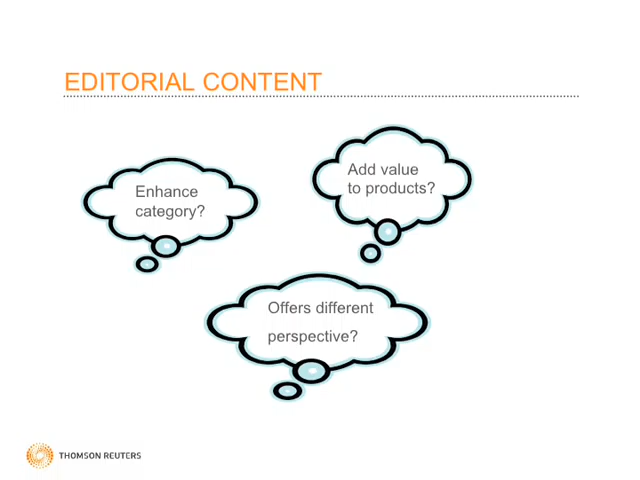 EDITORIAL CONTENT
Enhance
category?
Add value
to products?
Offers different
perspective?
THOMSON REUTERS